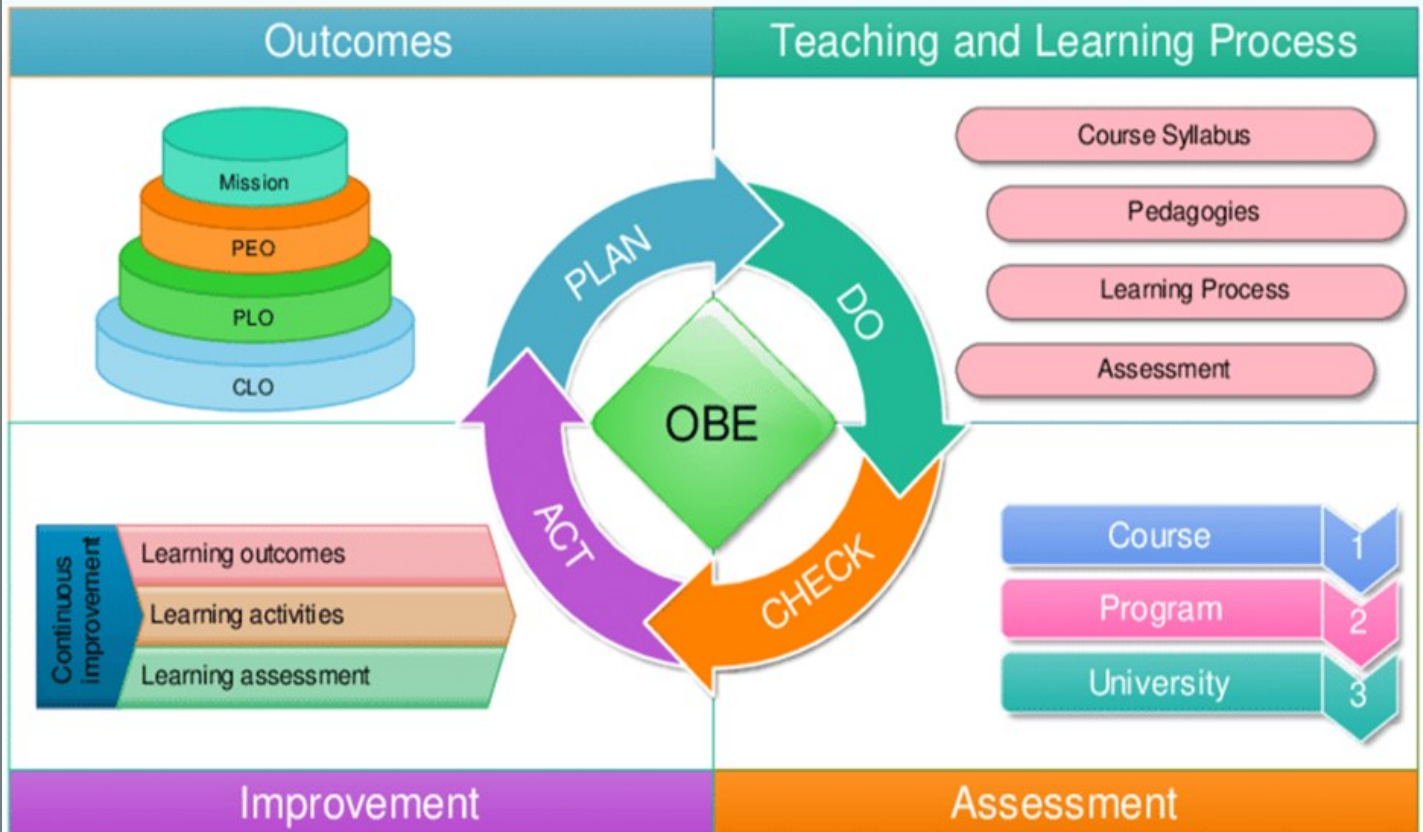 Outcomes
Teaching and Learning Process
Mission
PEO
PLO
CLO
Course Syllabus
Pedagogies
Learning Process
Assessment
PLAN
DO
CHECK
ACT
OBE
Continuous
improvement
Learning outcomes
Learning activities
Learning assessment
Course
1
Program
2
University
3
Improvement
Assessment